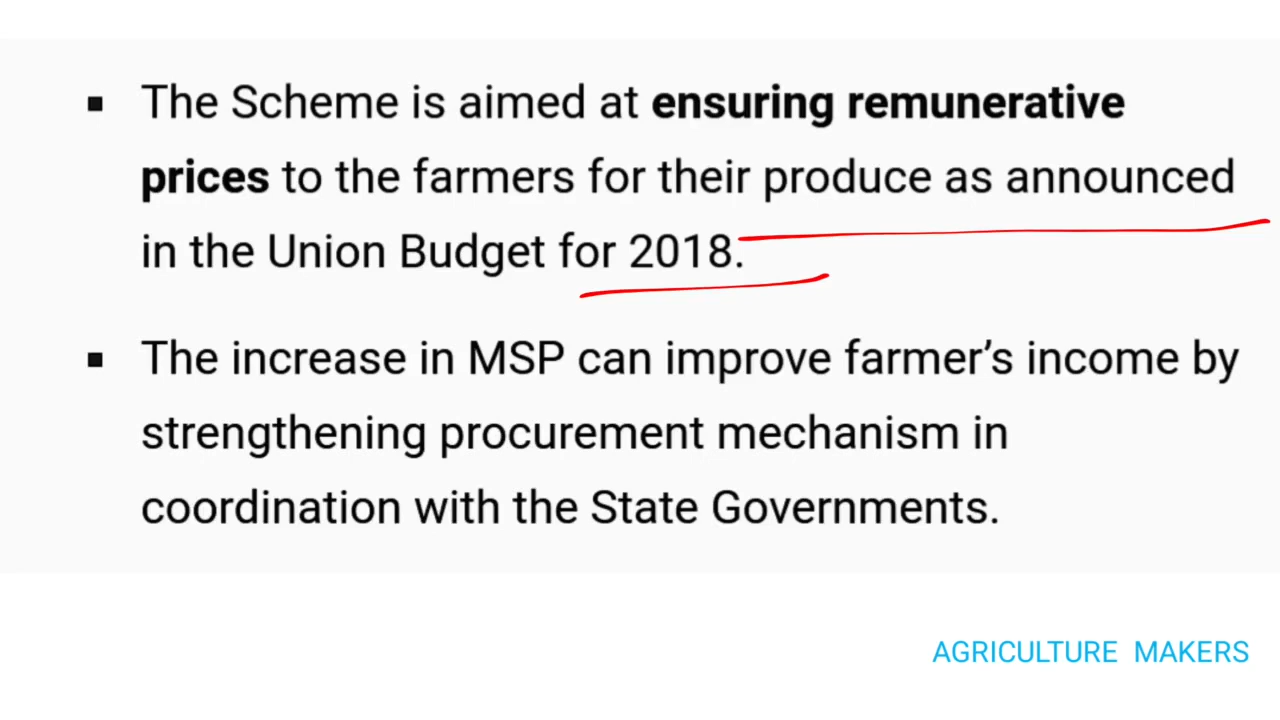 ▪ The Scheme is aimed at ensuring remunerative
prices to the farmers for their produce as announced
in the Union Budget for 2018.
▪ The increase in MSP can improve farmer’s income by
strengthening procurement mechanism in
coordination with the State Governments.
AGRICULTURE MAKERS